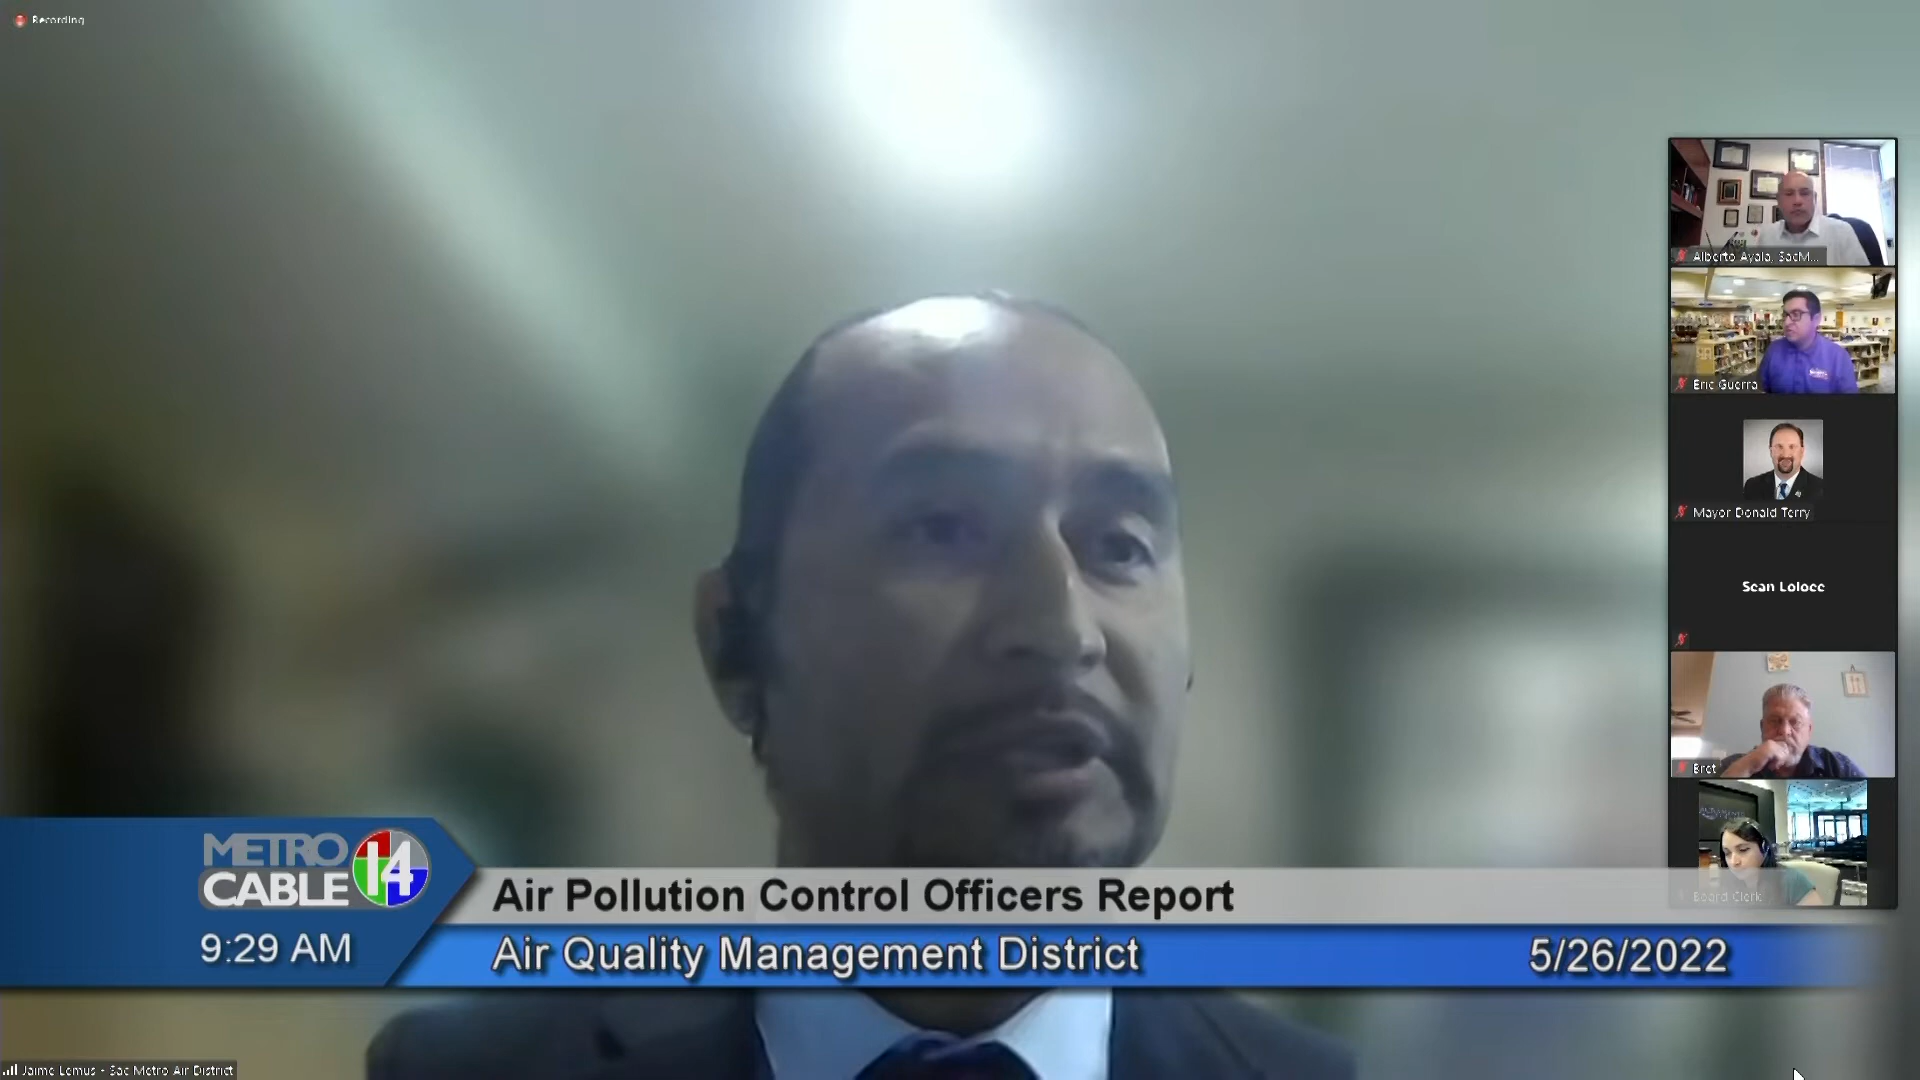 Recording
Alberto Ayala, SacM...
Eric Guerra
Mayor Donald Terry
Sean Loloee
Bret
Board Clerk
METRO
CABLE 14
Air Pollution Control Officers Report
9:29 AM
Air Quality Management District
5/26/2022
Jaime Lemus - Sac Metro Air District